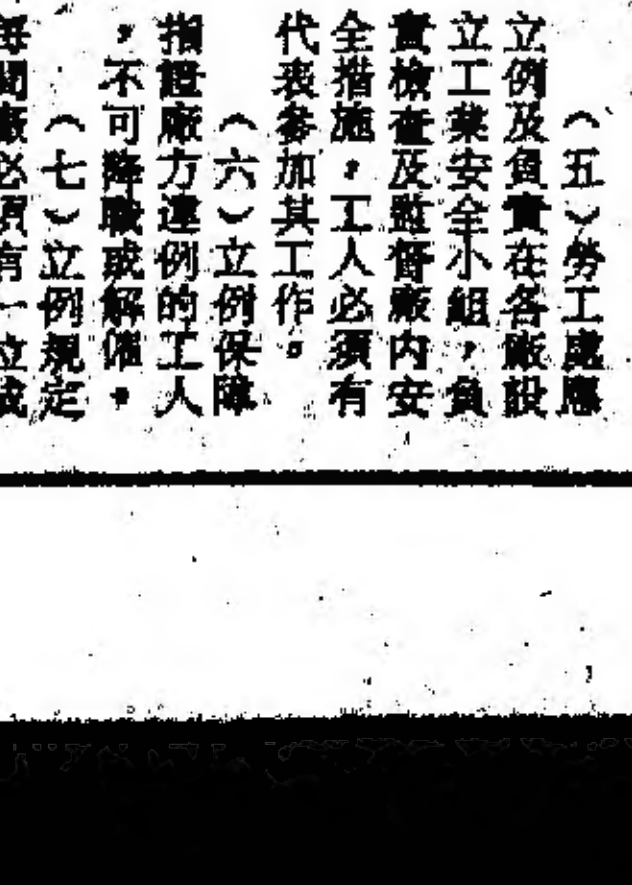 （五）勞工處應
立例及負責在各廠設
立工業安全小組，負
責檢查及監督廠內安
全措施，工人必須有
代表參加其工作。
（六）立例保障
指證廠方違例的工人
，不可降職或解僱。
（七）立例規定
每間廠必須有一位或